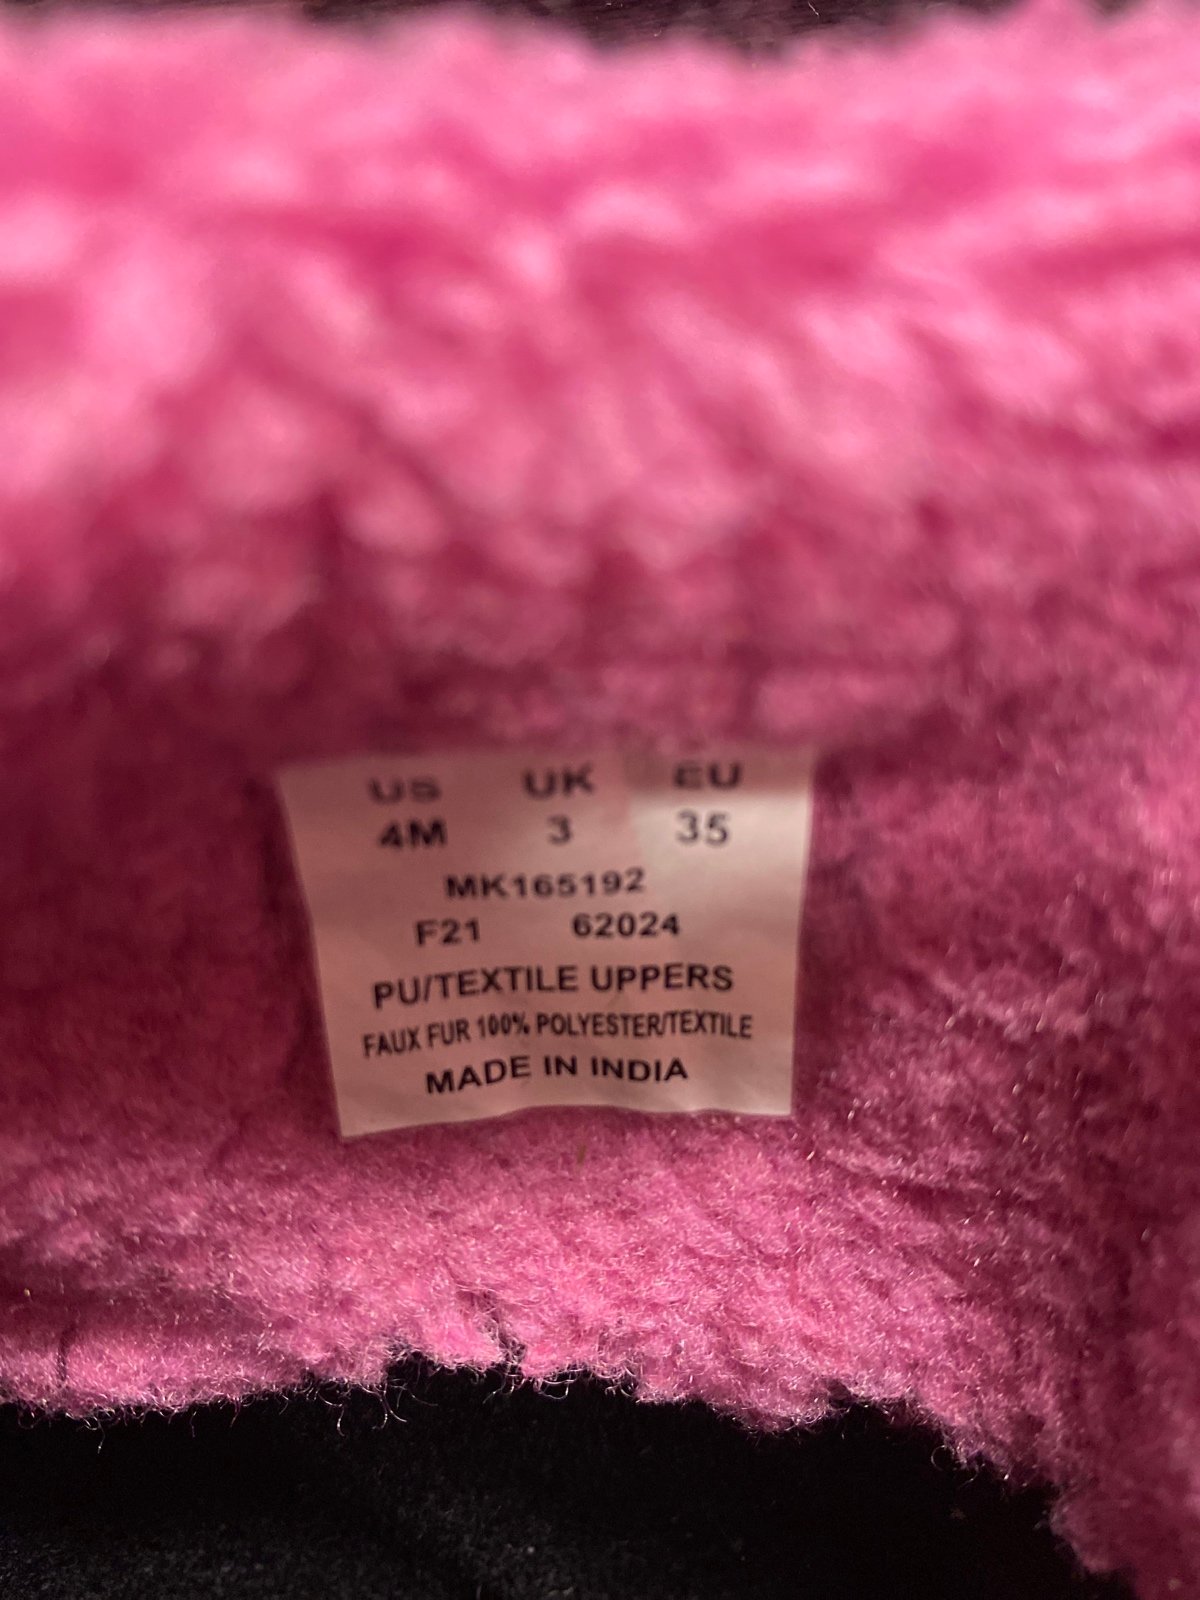 US UK EU
4M 3 35
MK165192
F21 62024
PU/TEXTILE UPPERS
FAUX FUR 100% POLYESTER/TEXTILE
MADE IN INDIA